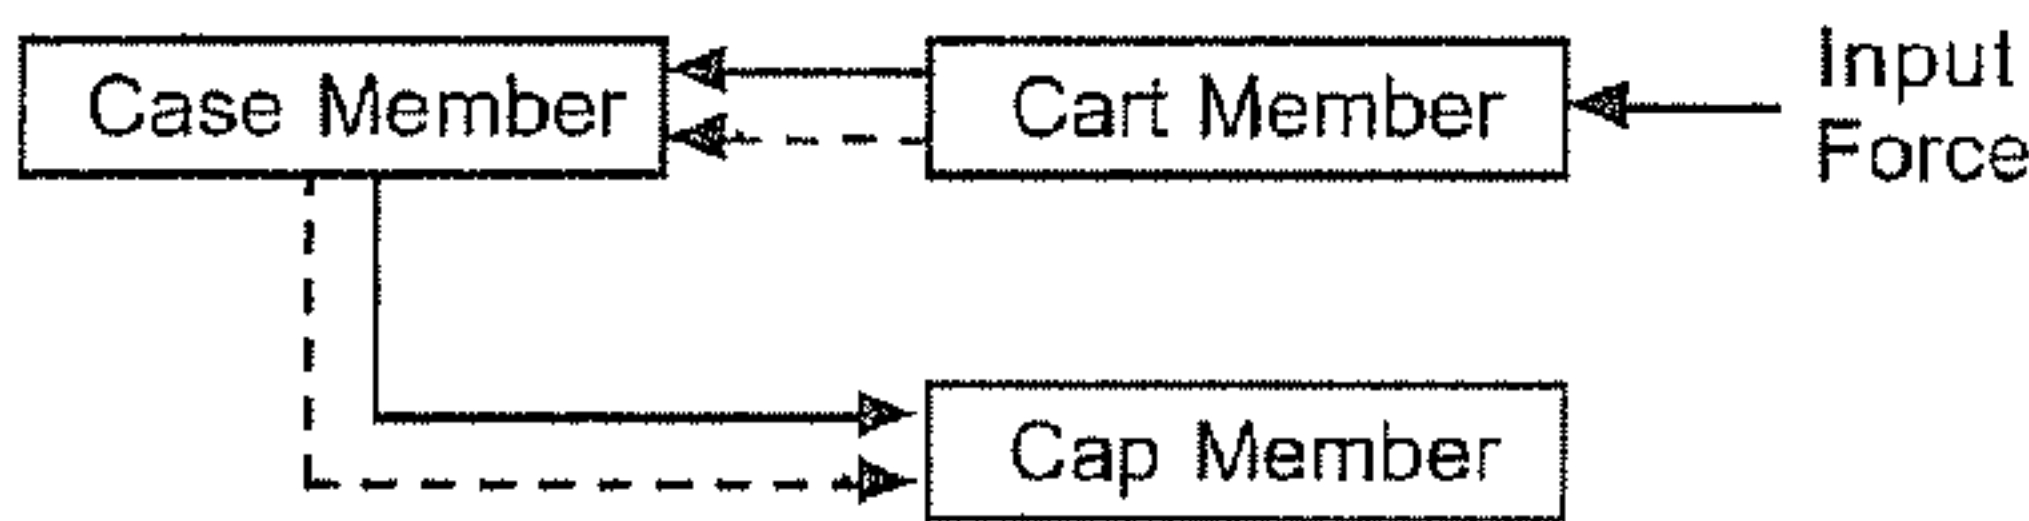 Case Member
Cart Member
Input
Force
Cap Member